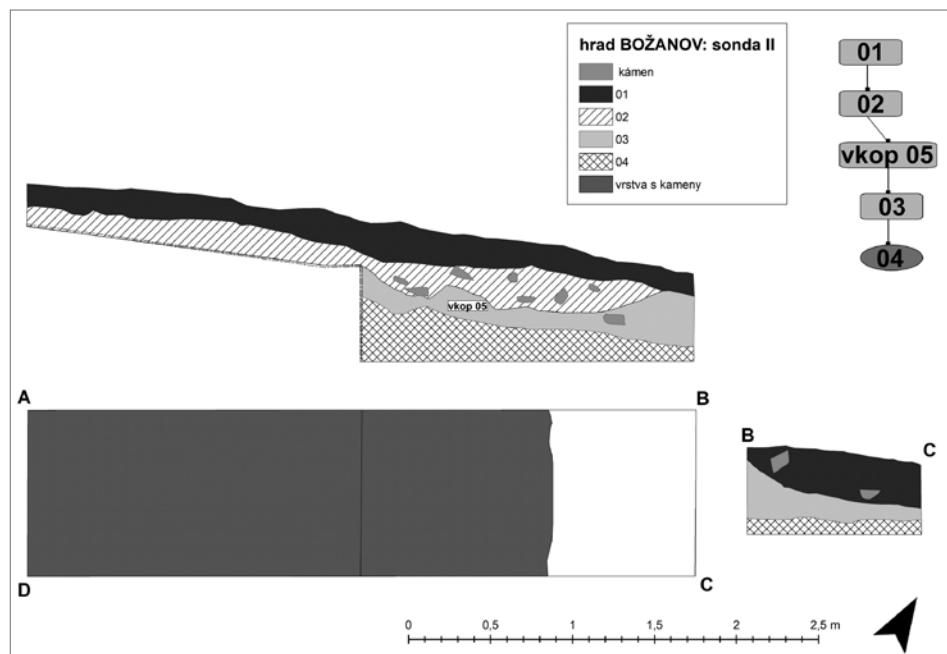 hrad BOŽANOV: sonda II
kámen
01
02
03
04
vrstva s kameny
01
02
vkop 05
03
04
vkop 05
A
B
D
C
B
C
0 0,5 1 1,5 2 2,5 m